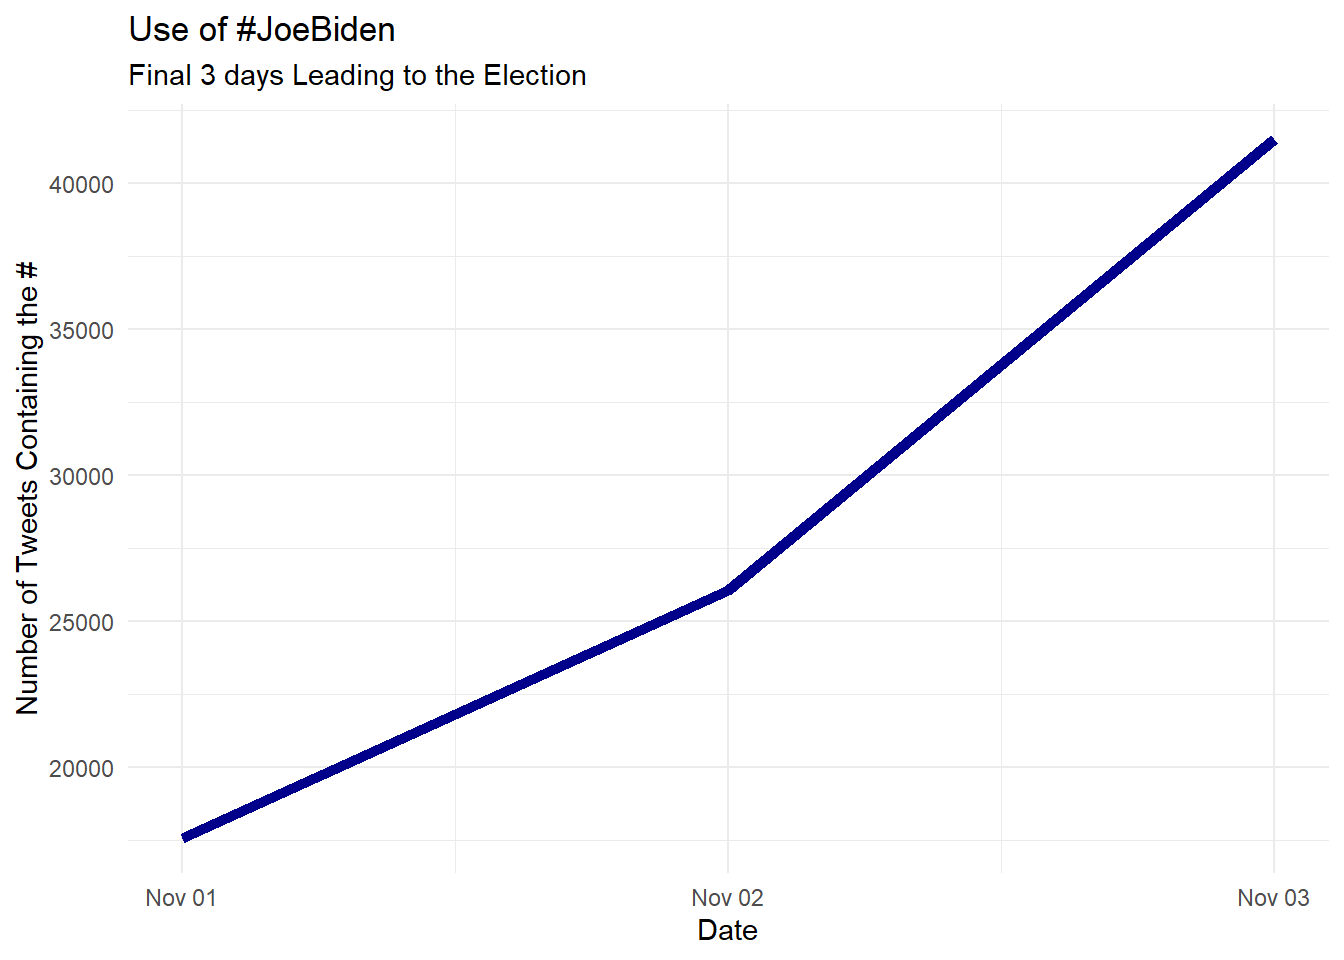 Use of #JoeBiden
Final 3 days Leading to the Election
Number of Tweets Containing the #
40000
35000
30000
25000
20000
Nov 01 Nov 02 Nov 03
Date